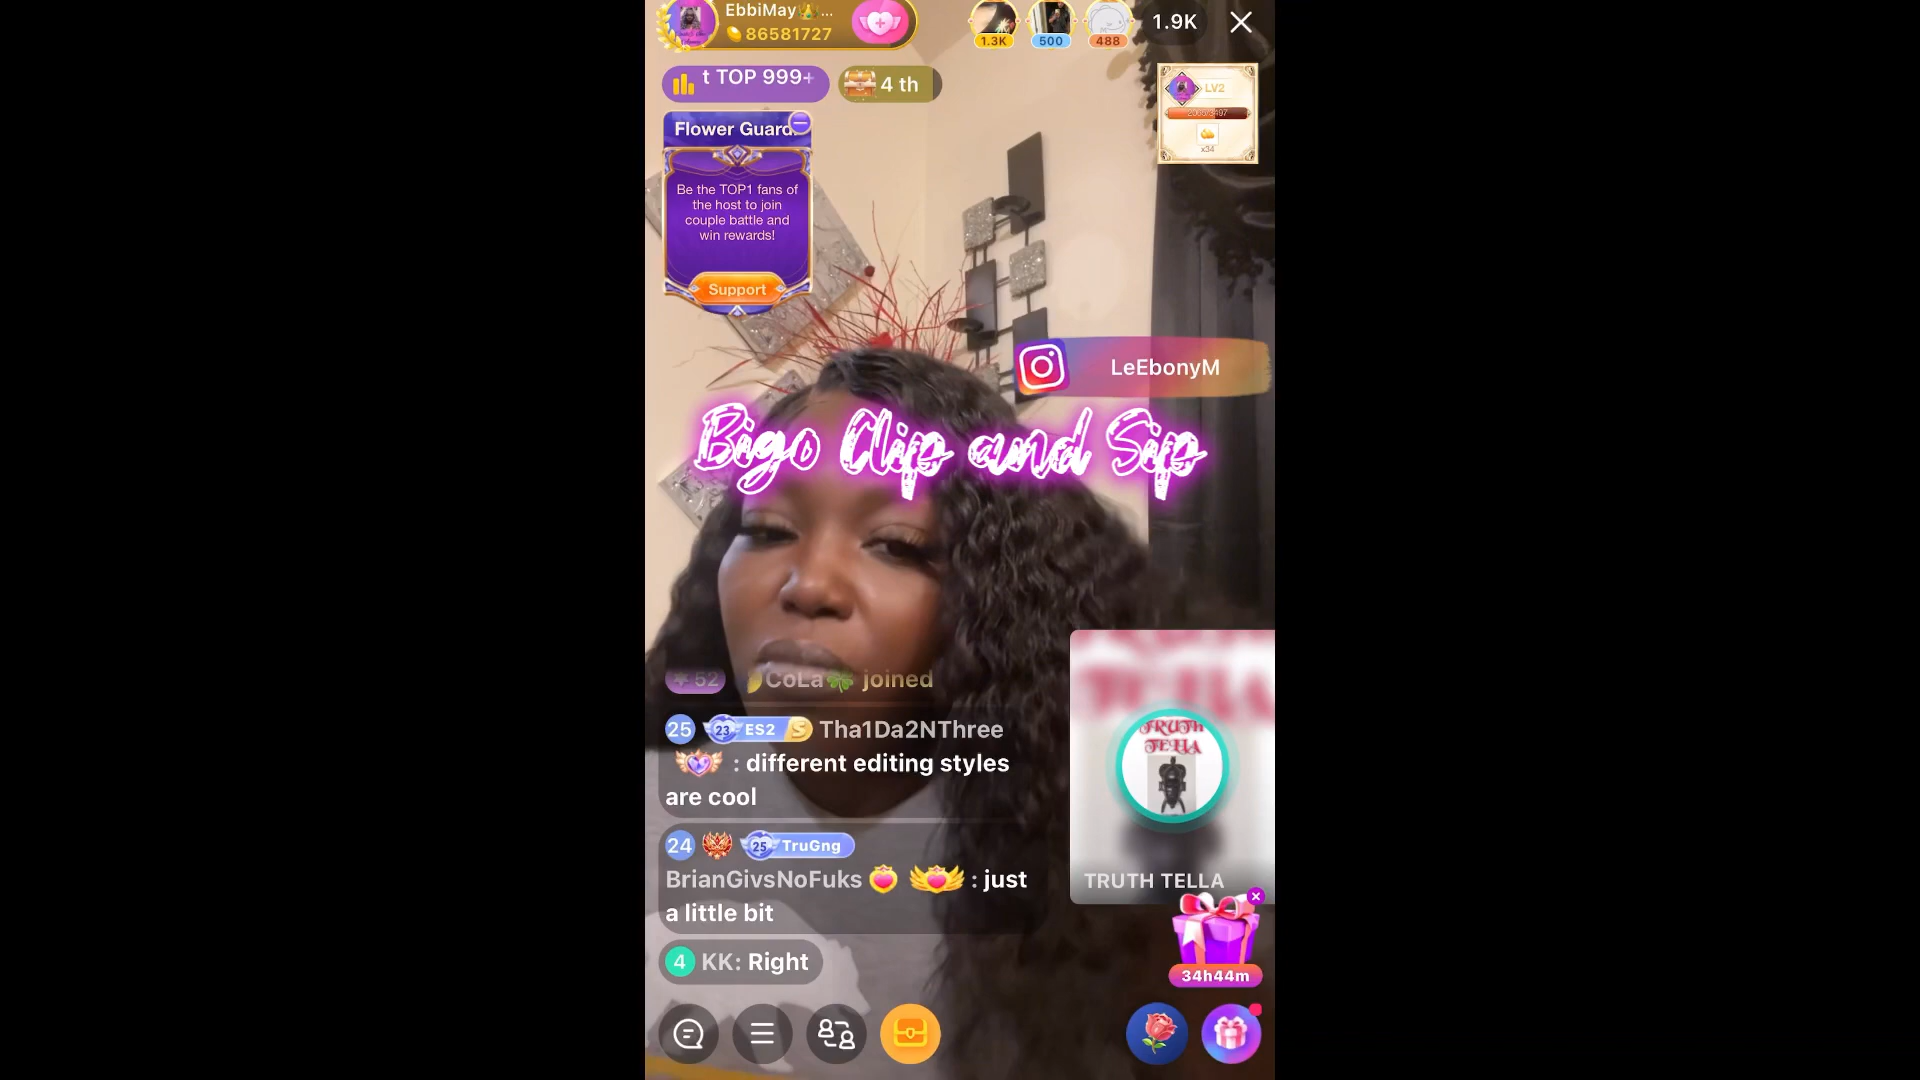 EbbiMay👑...
86581727
1.3K
500
488
1.9K
t TOP 999+
4 th
LV2
x34
Flower Guard
Be the TOP1 fans of
the host to join
couple battle and
win rewards!
Support
LeEbonyM
Bigo Clip and Sip
52 CoLa🍀 joined
25 23 ES2 S Tha1Da2NThree
: different editing styles
are cool
24 25 TruGng
BrianGivsNoFuks : just
a little bit
4 KK: Right
TRUTH
TELLA
TRUTH TELLA
34h44m